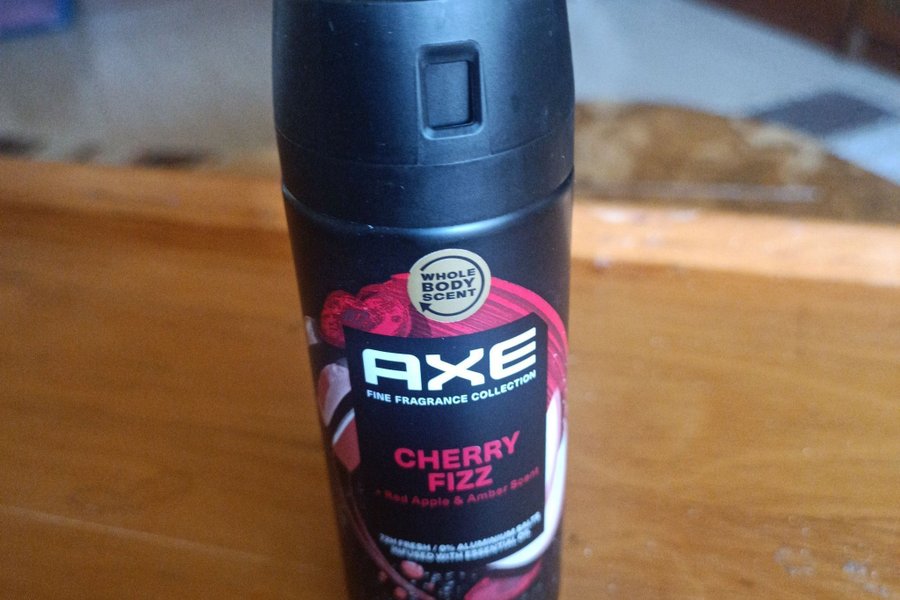 WHOLE
BODY
SCENT
AXE
FINE FRAGRANCE COLLECTION
CHERRY
FIZZ
+ Red Apple & Amber Scent
72H FRESH / 0% ALUMINIUM SALTS
INFUSED WITH ESSENTIAL OIL